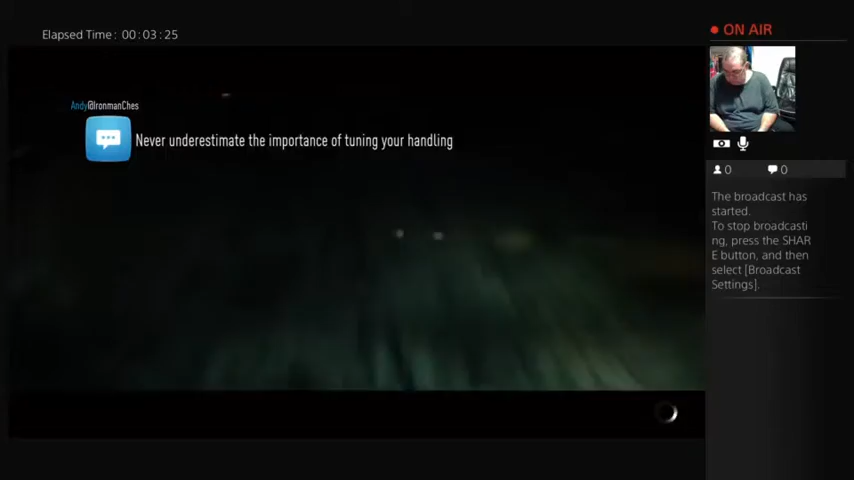 Elapsed Time : 00:03:25
ON AIR
Andy@IronmanChes
Never underestimate the importance of tuning your handling
0
0
The broadcast has
started.
To stop broadcasti
ng, press the SHAR
E button, and then
select [Broadcast
Settings].